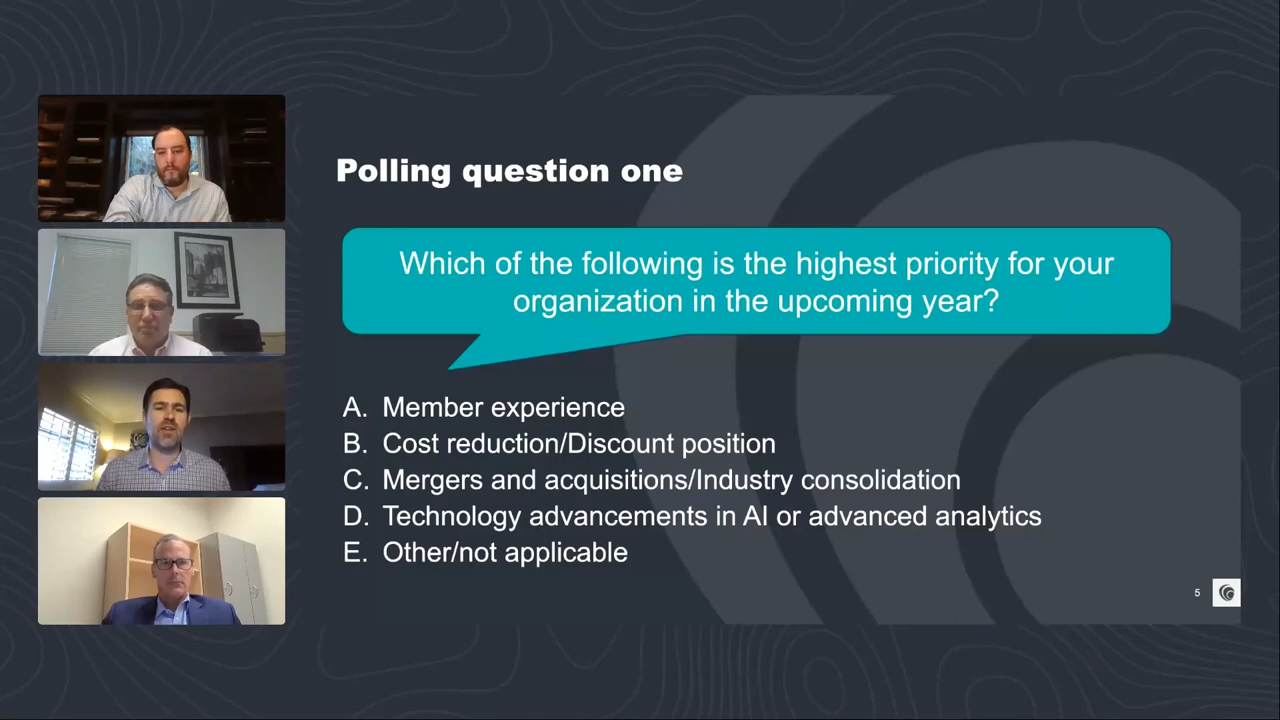 Polling question one
Which of the following is the highest priority for your
organization in the upcoming year?
A. Member experience
B. Cost reduction/Discount position
C. Mergers and acquisitions/Industry consolidation
D. Technology advancements in AI or advanced analytics
E. Other/not applicable
5